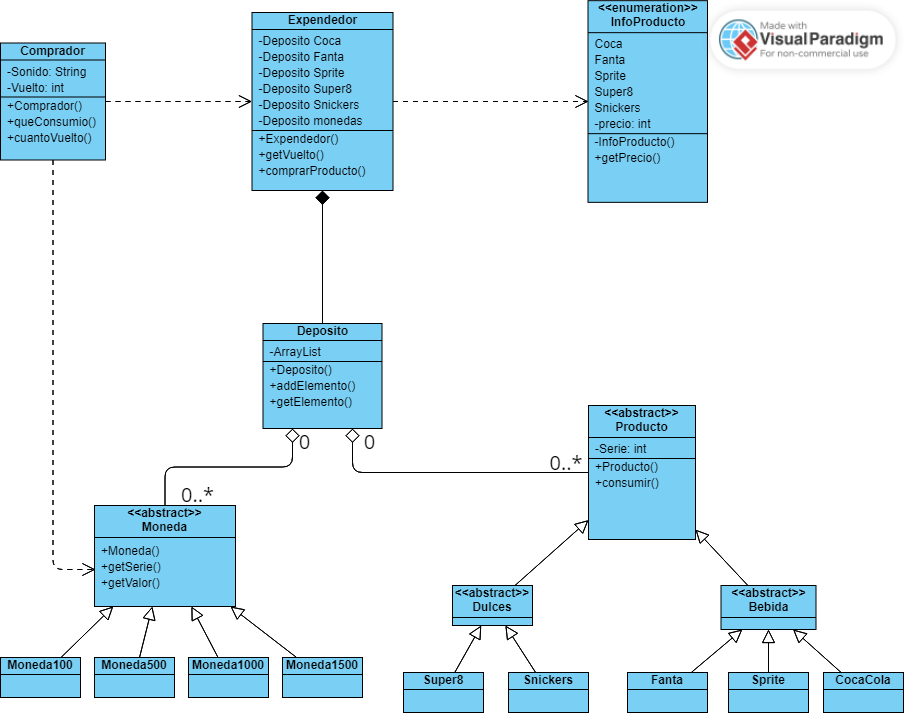 Comprador
-Sonido: String
-Vuelto: int
+Comprador()
+queConsumio()
+cuantoVuelto()
Expendedor
-Deposito Coca
-Deposito Fanta
-Deposito Sprite
-Deposito Super8
-Deposito Snickers
-Deposito monedas
+Expendedor()
+getVuelto()
+comprarProducto()
<<enumeration>>
InfoProducto
Coca
Fanta
Sprite
Super8
Snickers
-precio: int
-InfoProducto()
+getPrecio()
Made with
VisualParadigm
For non-commercial use
Deposito
-ArrayList
+Deposito()
+addElemento()
+getElemento()
0
0
0..*
0..*
<<abstract>>
Producto
-Serie: int
+Producto()
+consumir()
<<abstract>>
Moneda
+Moneda()
+getSerie()
+getValor()
<<abstract>>
Dulces
<<abstract>>
Bebida
Moneda100
Moneda500
Moneda1000
Moneda1500
Super8
Snickers
Fanta
Sprite
CocaCola